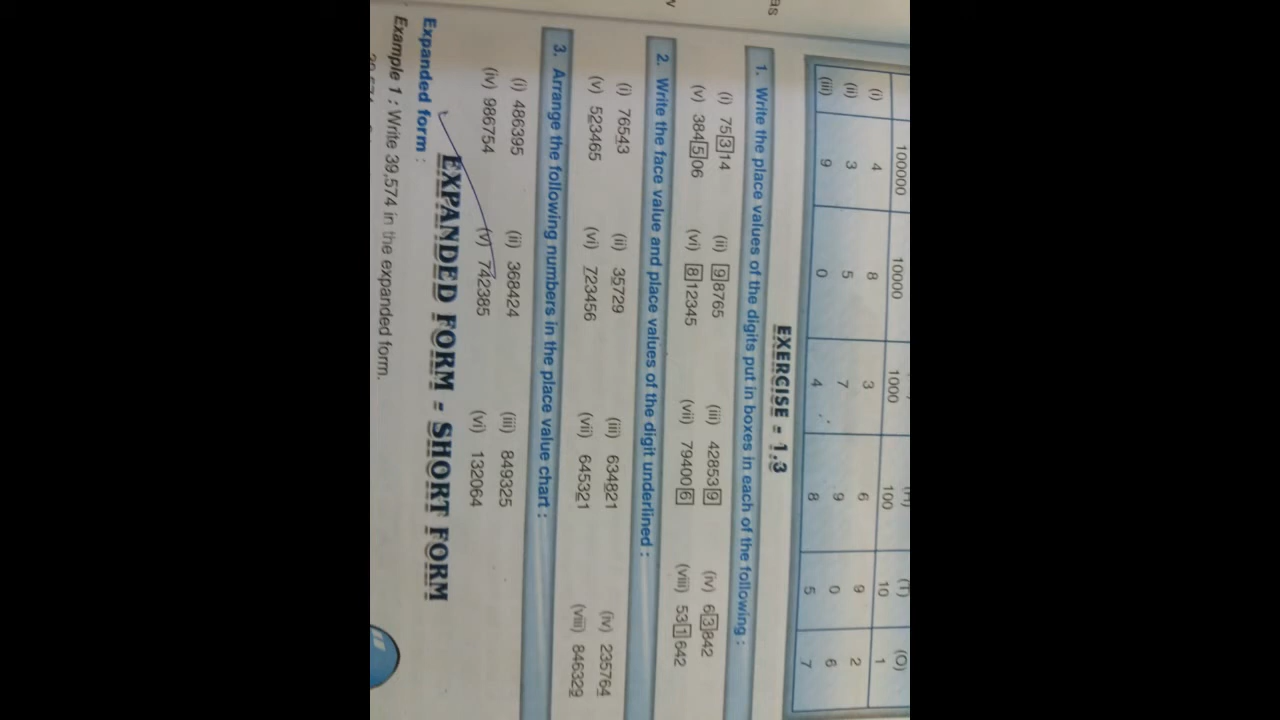 as
y
(H) (T) (O)
100000 10000 1000 100 10 1
(i) 4 8 3 6 9 2
(ii) 3 5 7 9 0 6
(iii) 9 0 4 8 5 7
EXERCISE - 1.3
1. Write the place values of the digits put in boxes in each of the following :
(i) 75314 (ii) 98765 (iii) 428539 (iv) 63842
(v) 384506 (vi) 812345 (vii) 794006 (viii) 531642
2. Write the face value and place values of the digit underlined :
(i) 76543 (ii) 35729 (iii) 634821 (iv) 235764
(v) 523465 (vi) 723456 (vii) 645321 (viii) 846329
3. Arrange the following numbers in the place value chart :
(i) 486395 (ii) 368424 (iii) 849325
(iv) 986754 (v) 742385 (vi) 132064
EXPANDED FORM - SHORT FORM
Expanded form :
Example 1 : Write 39,574 in the expanded form.